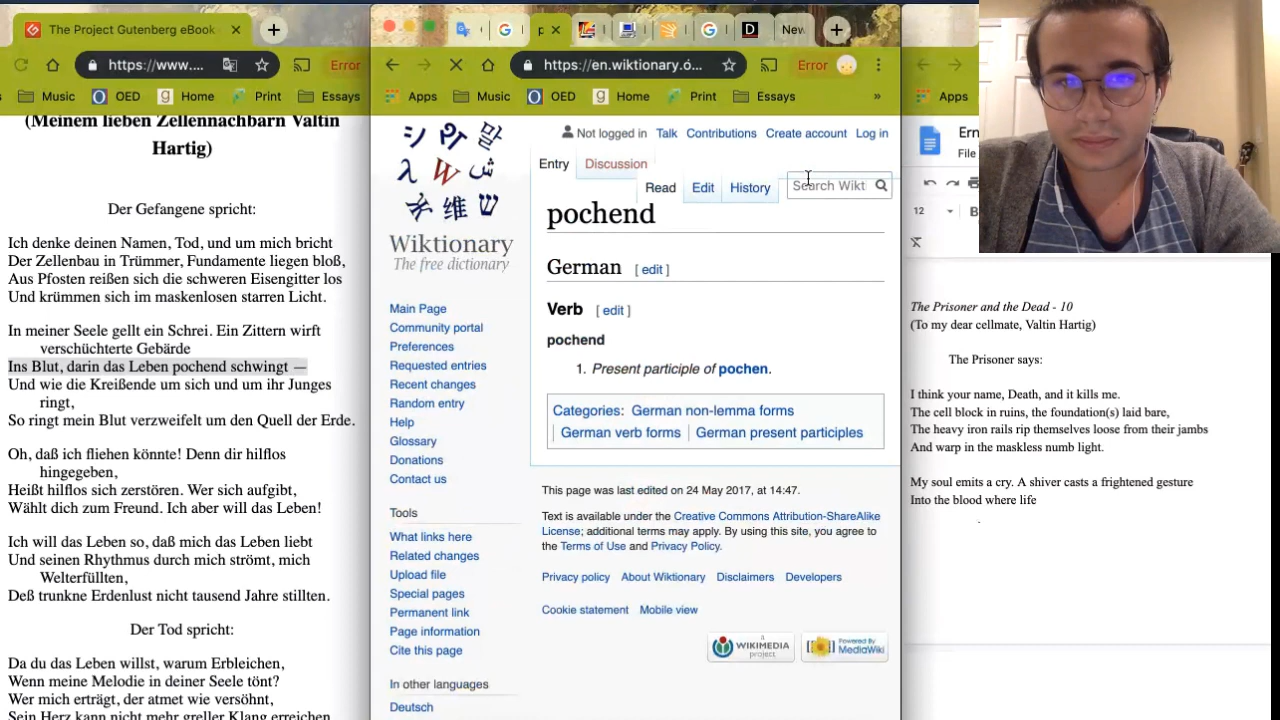 The Project Gutenberg eBook
https://www....
Error
Music
OED
Home
Print
Essays
(Meinem lieben Zellennachbarn Valtin
Hartig)
Der Gefangene spricht:
Ich denke deinen Namen, Tod, und um mich bricht
Der Zellenbau in Trümmer, Fundamente liegen bloß,
Aus Pfosten reißen sich die schweren Eisengitter los
Und krümmen sich im maskenlosen starren Licht.
In meiner Seele gellt ein Schrei. Ein Zittern wirft
verschüchterte Gebärde
Ins Blut, darin das Leben pochend schwingt —
Und wie die Kreißende um sich und um ihr Junges
ringt,
So ringt mein Blut verzweifelt um den Quell der Erde.
Oh, daß ich fliehen könnte! Denn dir hilflos
hingegeben,
Heißt hilflos sich zerstören. Wer sich aufgibt,
Wählt dich zum Freund. Ich aber will das Leben!
Ich will das Leben so, daß mich das Leben liebt
Und seinen Rhythmus durch mich strömt, mich
Welterfüllten,
Deß trunkne Erdenlust nicht tausend Jahre stillten.
Der Tod spricht:
Da du das Leben willst, warum Erbleichen,
Wenn meine Melodie in deiner Seele tönt?
Wer mich erträgt, der atmet wie versöhnt,
Sein Herz kann nicht mehr greller Klang erreichen
p
D
New
https://en.wiktionary.o...
Error
Apps
Music
OED
Home
Print
Essays
»
Not logged in Talk Contributions Create account Log in
Entry Discussion
Read Edit History Search Wikt
Wiktionary
The free dictionary
Main Page
Community portal
Preferences
Requested entries
Recent changes
Random entry
Help
Glossary
Donations
Contact us
Tools
What links here
Related changes
Upload file
Special pages
Permanent link
Page information
Cite this page
In other languages
Deutsch
pochend
German [ edit ]
Verb [ edit ]
pochend
1. Present participle of pochen.
Categories: German non-lemma forms
German verb forms | German present participles
This page was last edited on 24 May 2017, at 14:47.
Text is available under the Creative Commons Attribution-ShareAlike
License; additional terms may apply. By using this site, you agree to
the Terms of Use and Privacy Policy.
Privacy policy About Wiktionary Disclaimers Developers
Cookie statement Mobile view
A WIKIMEDIA project
Powered By MediaWiki
Apps
Ern
File
12
B
The Prisoner and the Dead - 10
(To my dear cellmate, Valtin Hartig)
The Prisoner says:
I think your name, Death, and it kills me.
The cell block in ruins, the foundation(s) laid bare,
The heavy iron rails rip themselves loose from their jambs
And warp in the maskless numb light.
My soul emits a cry. A shiver casts a frightened gesture
Into the blood where life